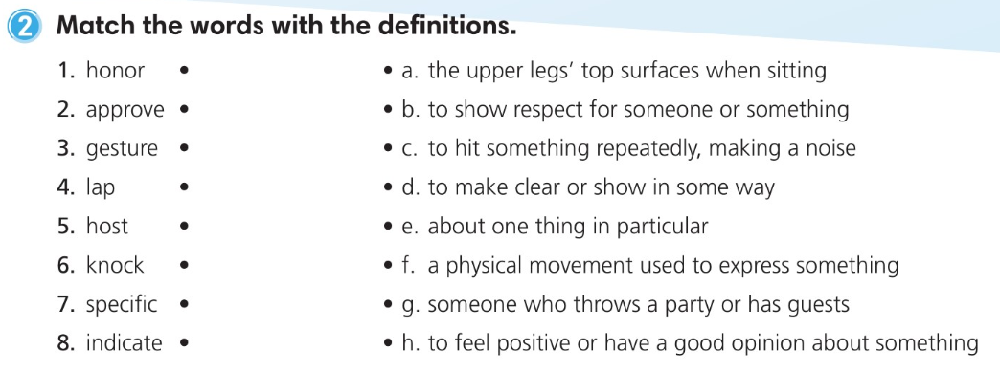 2 Match the words with the definitions.
1. honor • • a. the upper legs’ top surfaces when sitting
2. approve • • b. to show respect for someone or something
3. gesture • • c. to hit something repeatedly, making a noise
4. lap • • d. to make clear or show in some way
5. host • • e. about one thing in particular
6. knock • • f. a physical movement used to express something
7. specific • • g. someone who throws a party or has guests
8. indicate • • h. to feel positive or have a good opinion about something